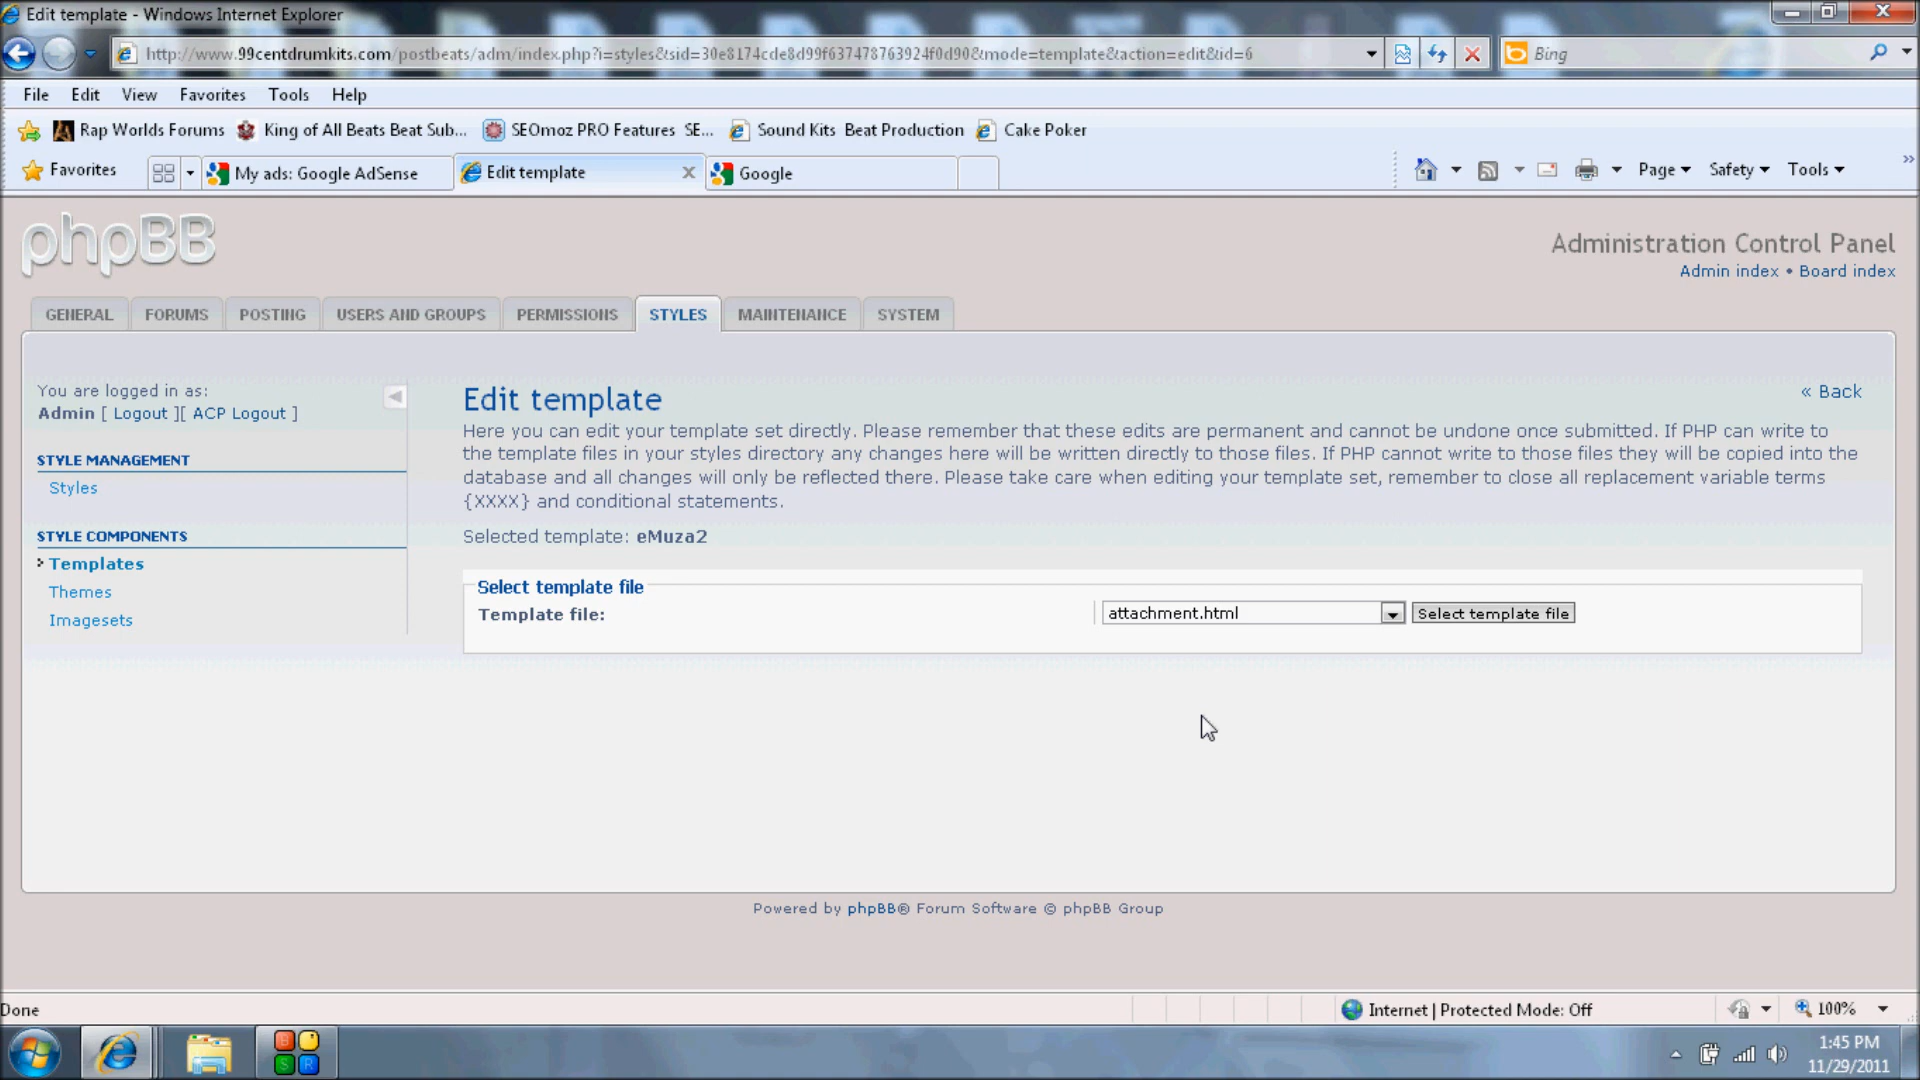 Edit template - Windows Internet Explorer
http://www.99centdrumkits.com/postbeats/adm/index.php?i=styles&sid=30e8174cde8d99f637478763924f0d90&mode=template&action=edit&id=6
Bing
File Edit View Favorites Tools Help
Rap Worlds Forums King of All Beats Beat Sub... SEOmoz PRO Features SE... Sound Kits Beat Production Cake Poker
Favorites My ads: Google AdSense Edit template Google Page Safety Tools
phpBB
Administration Control Panel
Admin index • Board index
GENERAL FORUMS POSTING USERS AND GROUPS PERMISSIONS STYLES MAINTENANCE SYSTEM
You are logged in as:
Admin [ Logout ][ ACP Logout ]
STYLE MANAGEMENT
Styles
STYLE COMPONENTS
Templates
Themes
Imagesets
« Back
Edit template
Here you can edit your template set directly. Please remember that these edits are permanent and cannot be undone once submitted. If PHP can write to
the template files in your styles directory any changes here will be written directly to those files. If PHP cannot write to those files they will be copied into the
database and all changes will only be reflected there. Please take care when editing your template set, remember to close all replacement variable terms
{XXXX} and conditional statements.
Selected template: eMuza2
Select template file
Template file: attachment.html Select template file
Powered by phpBB® Forum Software © phpBB Group
Done Internet | Protected Mode: Off 100%
B S R
1:45 PM
11/29/2011